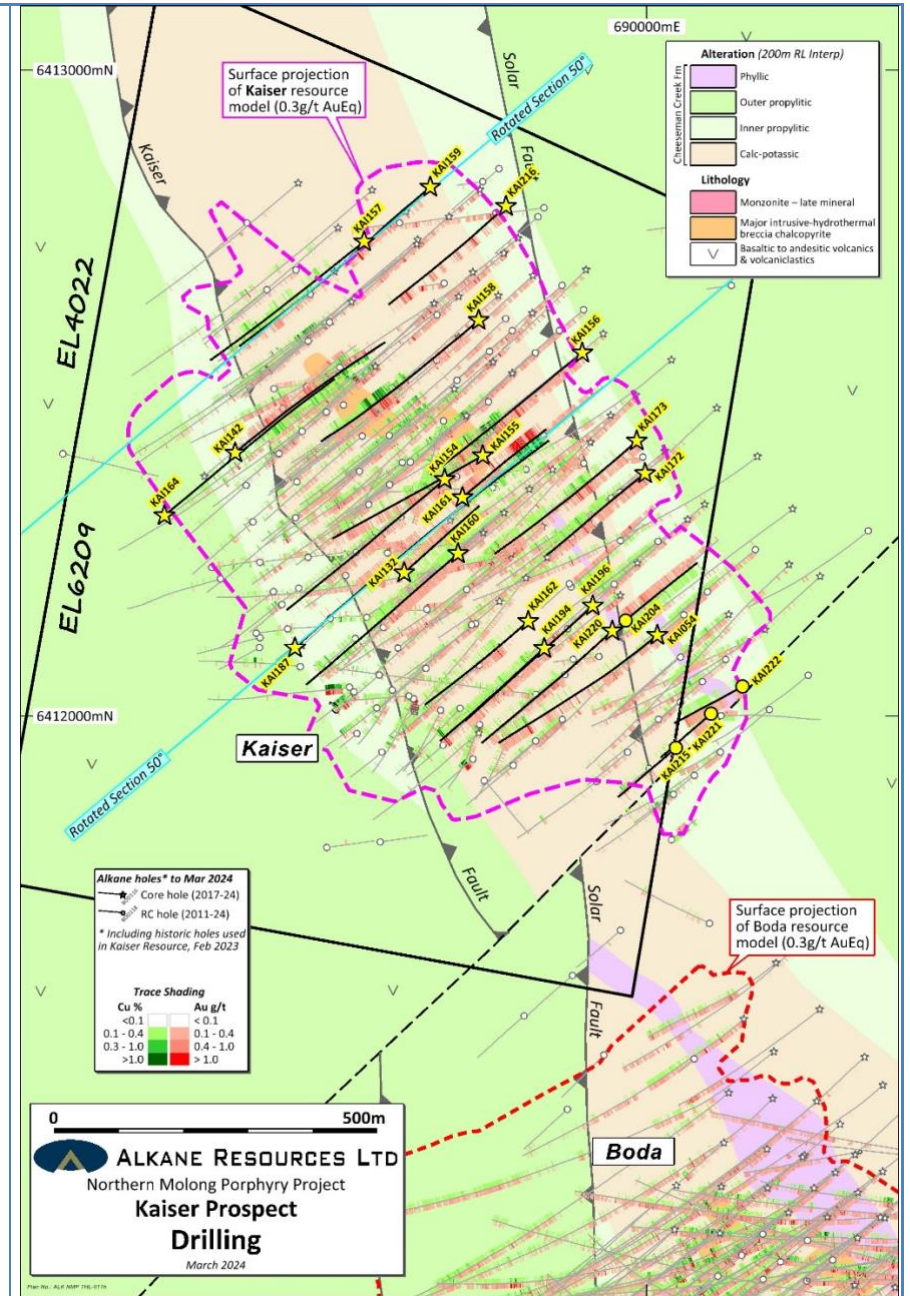 690000mE
6413000mN
Alteration (200m RL Interp)
Cheeseman Creek Fm
Phyllic
Outer propylitic
Inner propylitic
Calc-potassic
Lithology
Monzonite – late mineral
Major intrusive-hydrothermal
breccia chalcopyrite
Basaltic to andesitic volcanics
& volcaniclastics
Surface projection
of Kaiser resource
model (0.3g/t AuEq)
Solar
Fault
Rotated Section 50°
Kaiser
KAI159
KAI216
KAI157
EL4022
KAI158
KAI156
KAI173
KAI142
KAI155
KAI154
KAI172
KAI164
KAI161
EL6209
KAI160
KAI132
KAI196
KAI162
KAI204
KAI194
KAI220
KAI054
KAI187
KAI222
6412000mN
KAI221
Kaiser
KAI215
Rotated Section 50°
Fault
Solar
Fault
Alkane holes* to Mar 2024
Core hole (2017-24)
RC hole (2011-24)
* Including historic holes used
in Kaiser Resource, Feb 2023
Trace Shading
Cu % Au g/t
<0.1 < 0.1
0.1 - 0.4 0.1 - 0.4
0.3 - 1.0 0.4 - 1.0
>1.0 > 1.0
Surface projection
of Boda resource
model (0.3g/t AuEq)
Boda
0 500m
ALKANE RESOURCES LTD
Northern Molong Porphyry Project
Kaiser Prospect
Drilling
March 2024